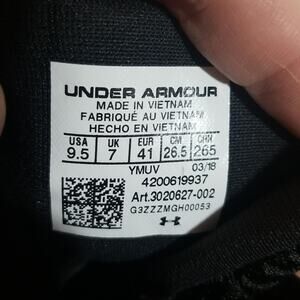 UNDER ARMOUR
MADE IN VIETNAM
FABRIQUÉ AU VIETNAM
HECHO EN VIETNAM
USA UK EUR CM CHN
9.5 7 41 26.5 265
YMUV 03/18
4200619937
Art.3020627-002
G3ZZZMGH00053